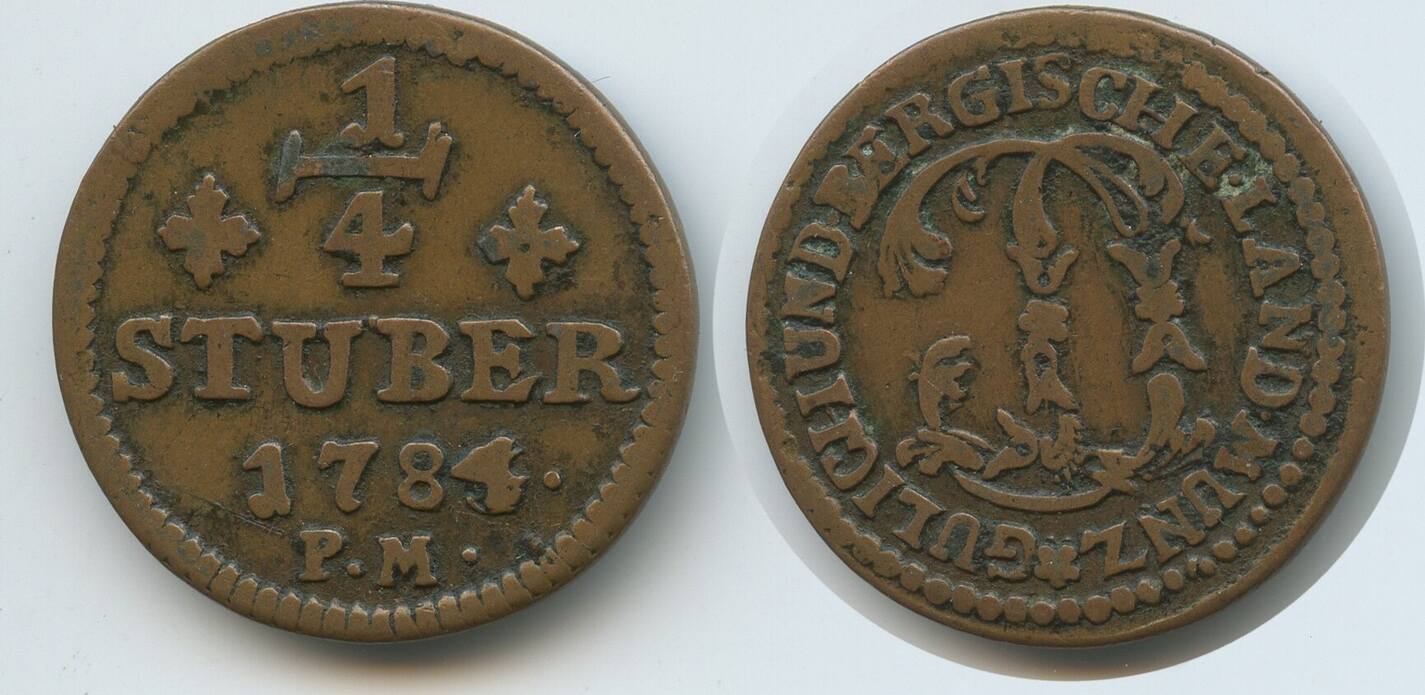 1
4
STUBER
1784.
P.M.
GULICH UND BERGISCHE·LAND·MUNZ